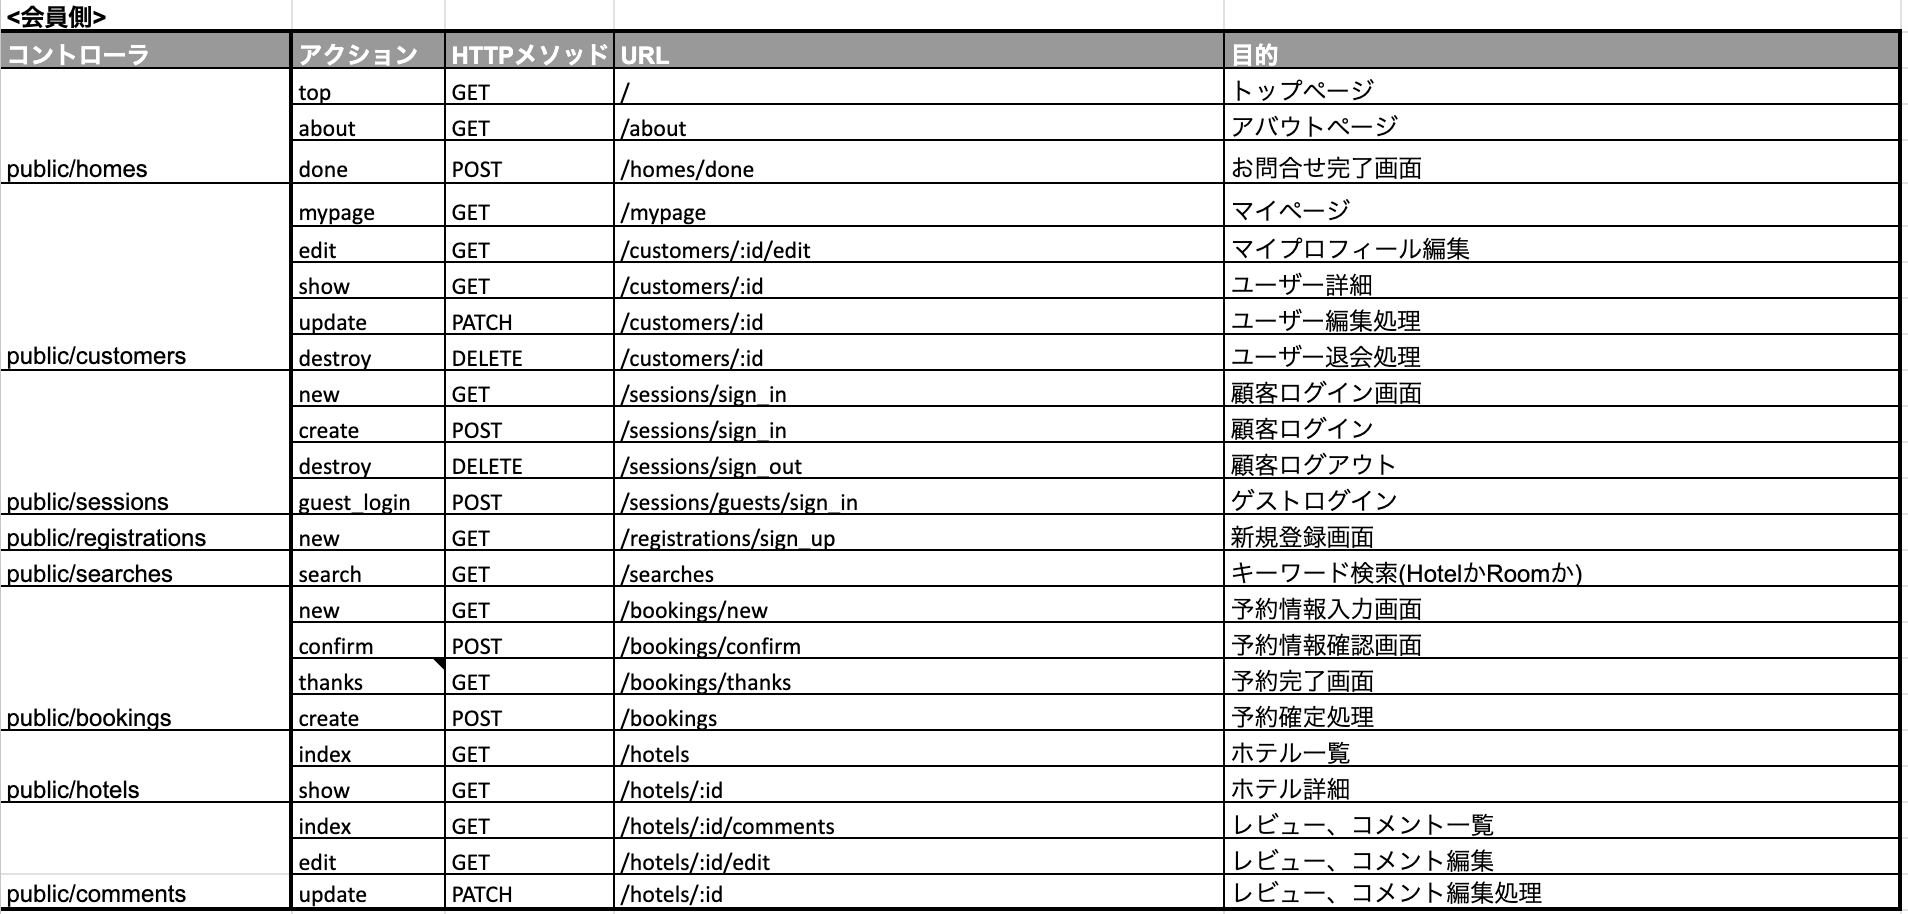 <会員側>
コントローラ アクション HTTPメソッド URL 目的
top GET / トップページ
about GET /about アバウトページ
public/homes done POST /homes/done お問合せ完了画面
mypage GET /mypage マイページ
edit GET /customers/:id/edit マイプロフィール編集
show GET /customers/:id ユーザー詳細
update PATCH /customers/:id ユーザー編集処理
public/customers destroy DELETE /customers/:id ユーザー退会処理
new GET /sessions/sign_in 顧客ログイン画面
create POST /sessions/sign_in 顧客ログイン
destroy DELETE /sessions/sign_out 顧客ログアウト
public/sessions guest_login POST /sessions/guests/sign_in ゲストログイン
public/registrations new GET /registrations/sign_up 新規登録画面
public/searches search GET /searches キーワード検索(HotelかRoomか)
new GET /bookings/new 予約情報入力画面
confirm POST /bookings/confirm 予約情報確認画面
thanks GET /bookings/thanks 予約完了画面
public/bookings create POST /bookings 予約確定処理
index GET /hotels ホテル一覧
public/hotels show GET /hotels/:id ホテル詳細
index GET /hotels/:id/comments レビュー、コメント一覧
edit GET /hotels/:id/edit レビュー、コメント編集
public/comments update PATCH /hotels/:id レビュー、コメント編集処理